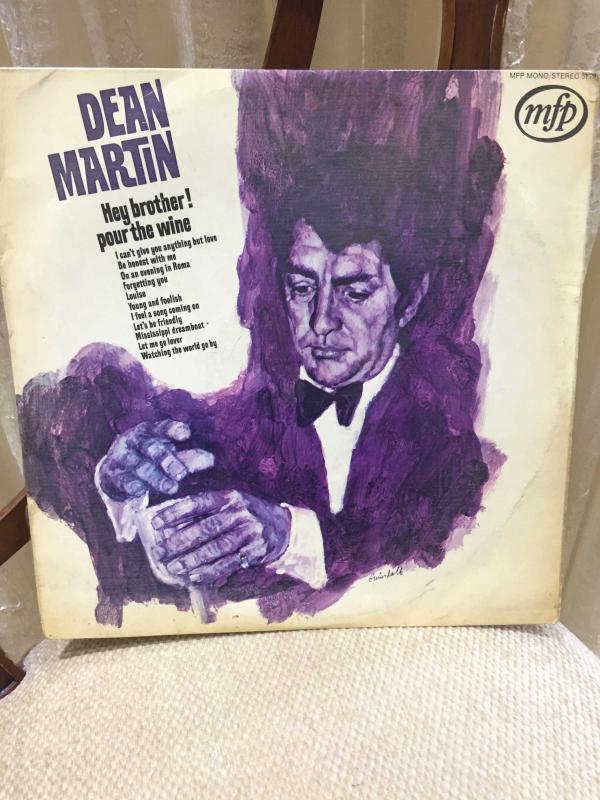 MFP MONO/STEREO
mfp
DEAN
MARTIN
Hey brother!
pour the wine
I can't give you anything but love
Be honest with me
On an evening in Roma
Forgetting you
Louise
Young and foolish
I feel a song coming on
Let's be friendly
Mississippi dreamboat
Let me go lover
Watching the world go by